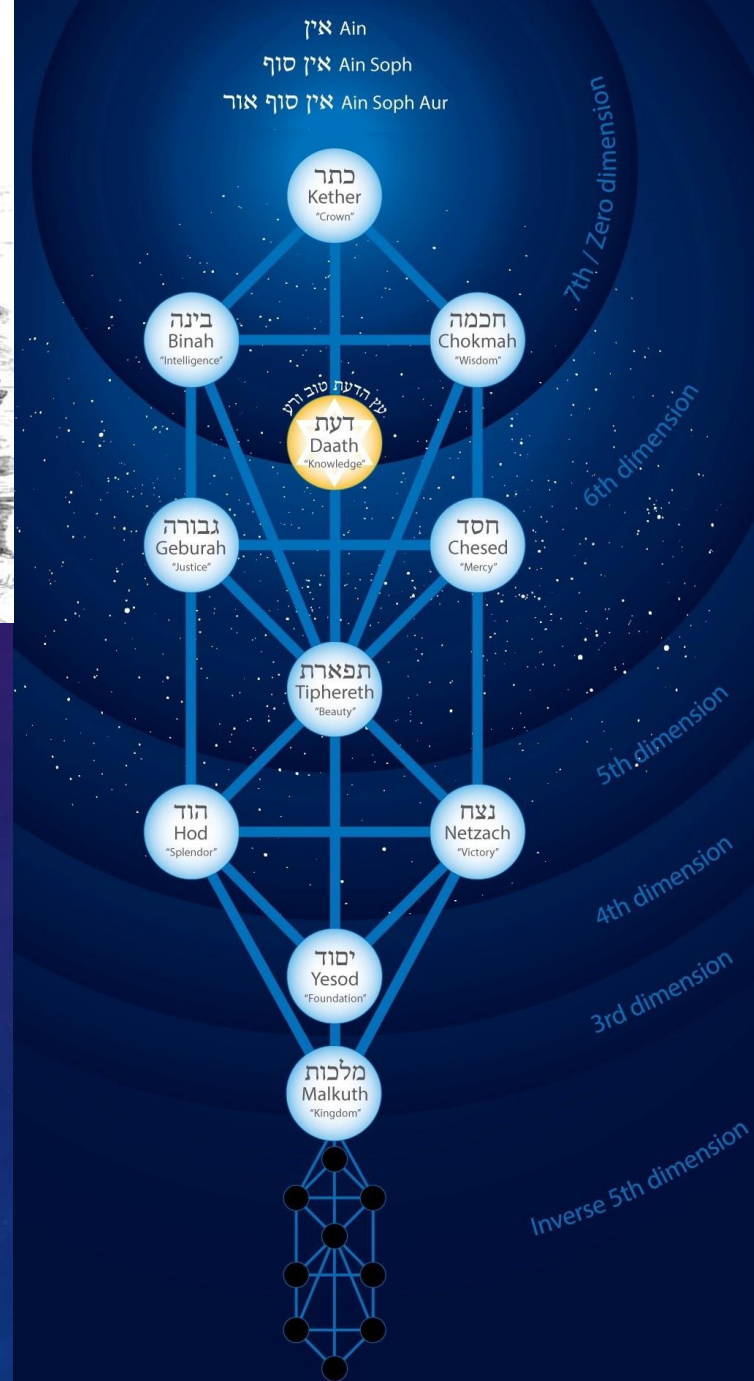 אין Ain
אין סוף Ain Soph
אין סוף אור Ain Soph Aur
כתר
Kether
"Crown"
7th / Zero dimension
בינה
Binah
"Intelligence"
חכמה
Chokmah
"Wisdom"
עץ הדעת טוב ורע
דעת
Daath
"Knowledge"
6th dimension
גבורה
Geburah
"Justice"
חסד
Chesed
"Mercy"
תפארת
Tiphereth
"Beauty"
5th dimension
הוד
Hod
"Splendor"
נצח
Netzach
"Victory"
4th dimension
יסוד
Yesod
"Foundation"
3rd dimension
מלכות
Malkuth
"Kingdom"
Inverse 5th dimension